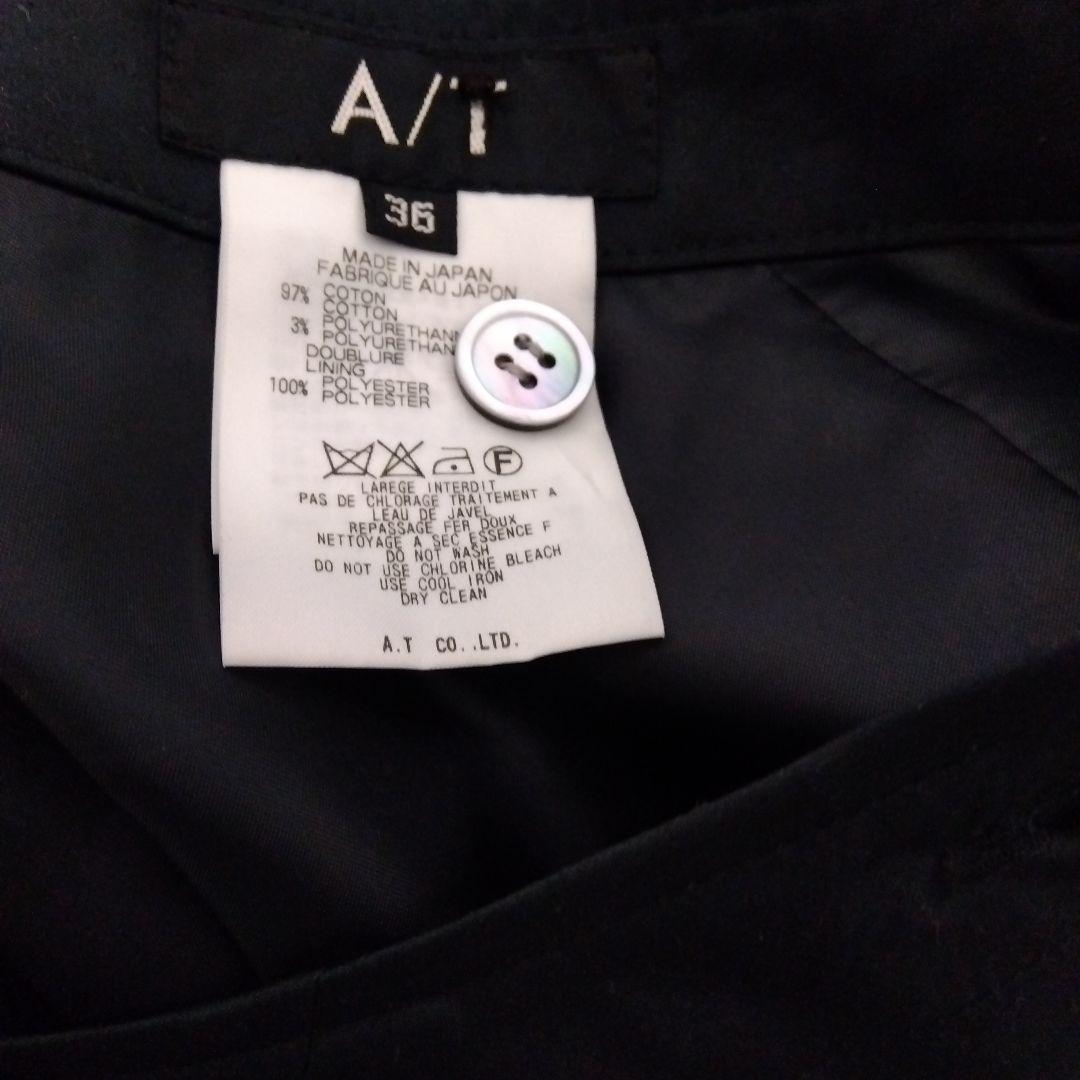 A/T
36
MADE IN JAPAN
FABRIQUE AU JAPON
97% COTON
COTTON
3% POLYURETHAN
POLYURETHAN
DOUBLURE
LINING
100% POLYESTER
POLYESTER
F
LAREGE INTERDIT
PAS DE CHLORAGE TRAITEMENT A
LEAU DE JAVEL
REPASSAGE FER DOUX
NETTOYAGE A SEC ESSENCE F
DO NOT WASH
DO NOT USE CHLORINE BLEACH
USE COOL IRON
DRY CLEAN
A.T CO.,LTD.